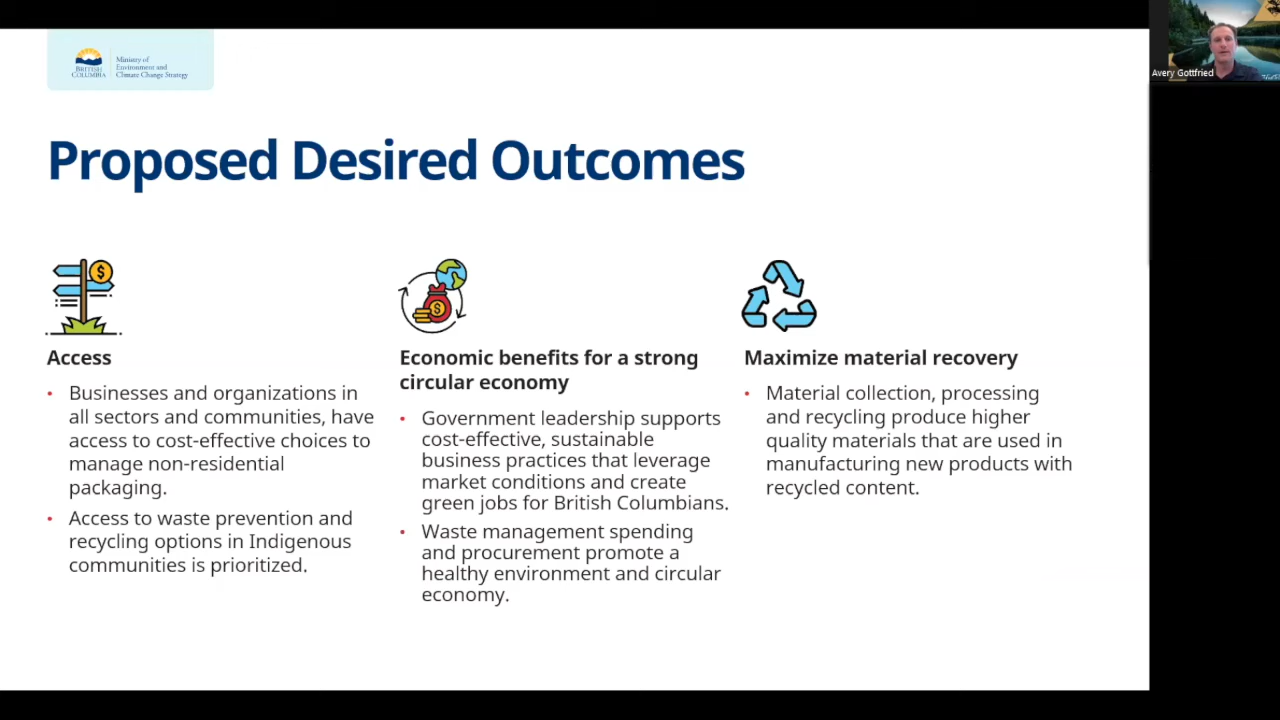 BRITISH
COLUMBIA
Ministry of
Environment and
Climate Change Strategy
Avery Gottfried
Proposed Desired Outcomes
Access
• Businesses and organizations in
all sectors and communities, have
access to cost-effective choices to
manage non-residential
packaging.
• Access to waste prevention and
recycling options in Indigenous
communities is prioritized.
Economic benefits for a strong
circular economy
• Government leadership supports
cost-effective, sustainable
business practices that leverage
market conditions and create
green jobs for British Columbians.
• Waste management spending
and procurement promote a
healthy environment and circular
economy.
Maximize material recovery
• Material collection, processing
and recycling produce higher
quality materials that are used in
manufacturing new products with
recycled content.